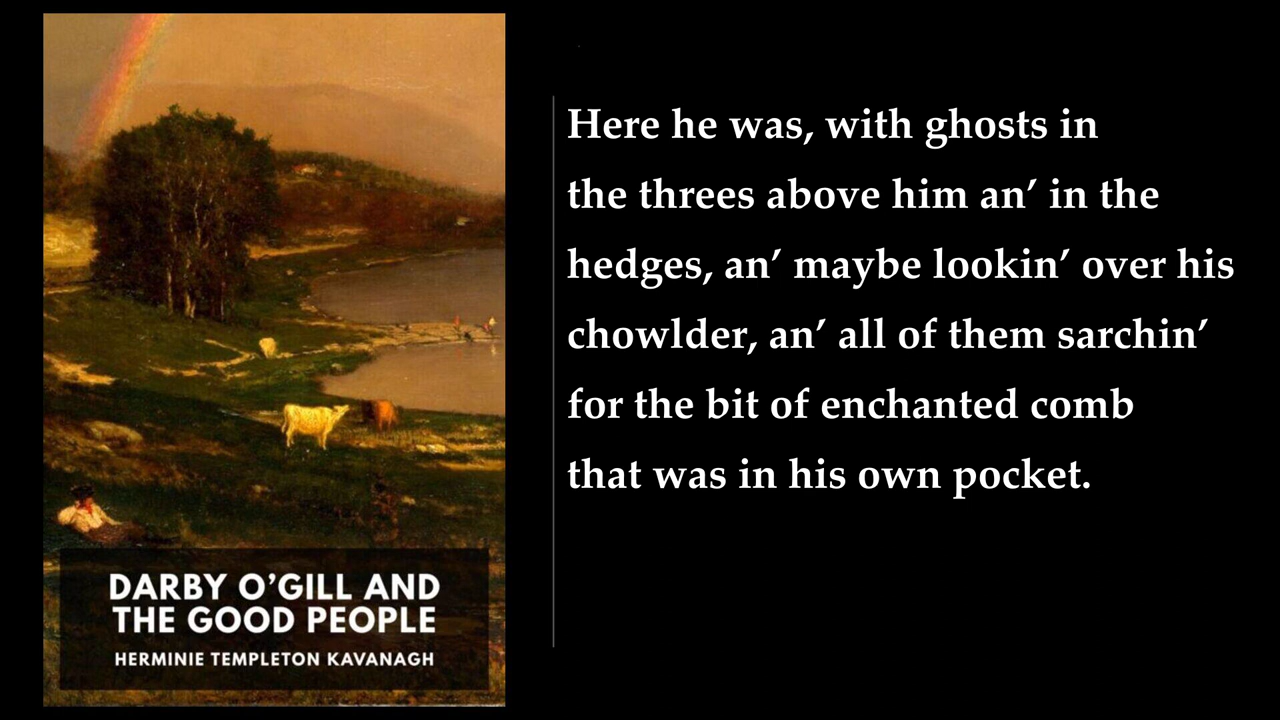 Here he was, with ghosts in
the threes above him an’ in the
hedges, an’ maybe lookin’ over his
chowlder, an’ all of them sarchin’
for the bit of enchanted comb
that was in his own pocket.
DARBY O’GILL AND
THE GOOD PEOPLE
HERMINIE TEMPLETON KAVANAGH